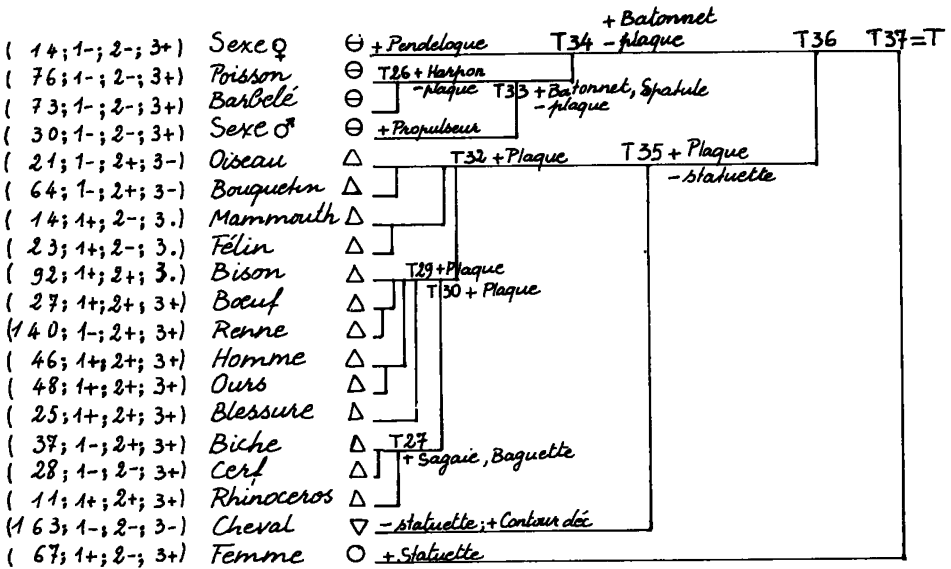 + Batonnet
( 14; 1-; 2-; 3+) Sexe ♀ ⊖ + Pendeloque T34 - plaque T36 T37=T
( 76; 1-; 2-; 3+) Poisson ⊖ T26 + Harpon
( 73; 1-; 2-; 3+) Barbelé ⊖ - plaque T33 + Batonnet, Spatule
- plaque
( 30; 1-; 2-; 3+) Sexe ♂ ⊖ + Propulseur
( 21; 1-; 2+; 3-) Oiseau △ T32 + Plaque T35 + Plaque
- statuette
( 64; 1-; 2+; 3-) Bouquetin △
( 14; 1+; 2-; 3.) Mammouth △
( 23; 1+; 2-; 3.) Félin △
( 92; 1+; 2+; 3.) Bison △ T29 + Plaque
T30 + Plaque
( 27; 1+; 2+; 3+) Bœuf △
(140; 1-; 2+; 3+) Renne △
( 46; 1+; 2+; 3+) Homme △
( 48; 1+; 2+; 3+) Ours △
( 25; 1+; 2+; 3+) Blessure △
( 37; 1-; 2+; 3+) Biche △ T27
+ Sagaie, Baguette
( 28; 1-; 2-; 3+) Cerf △
( 11; 1+; 2+; 3+) Rhinoceros △
(163; 1-; 2-; 3-) Cheval ▽ - statuette; + Contour déc
( 67; 1+; 2-; 3+) Femme ○ + Statuette